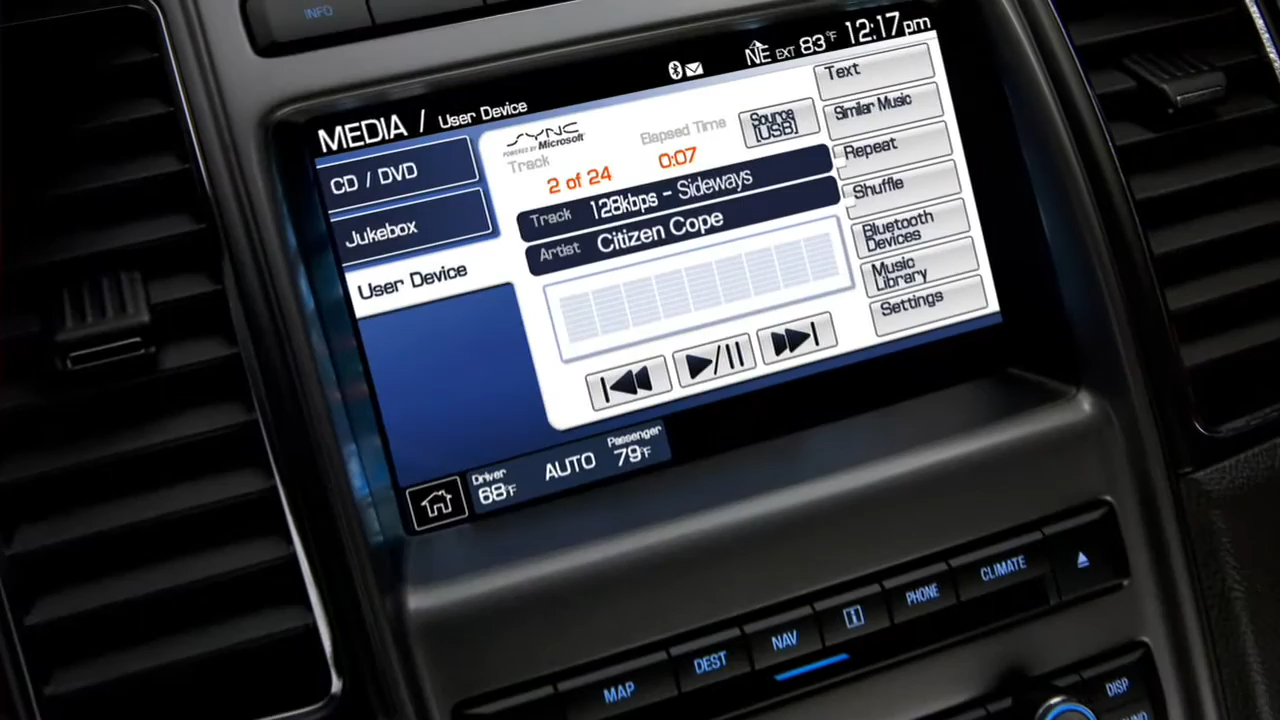 INFO
NE EXT 83°F 12:17pm
MEDIA / User Device
CD / DVD
Jukebox
User Device
SYNC
POWERED BY Microsoft
Track
2 of 24
Elapsed Time
0:07
Source
[USB]
Track 128kbps - Sideways
Artist Citizen Cope
Text
Similar Music
Repeat
Shuffle
Bluetooth
Devices
Music
Library
Settings
Driver
68°F
AUTO
Passenger
79°F
MAP
DEST
NAV
PHONE
CLIMATE
DISP